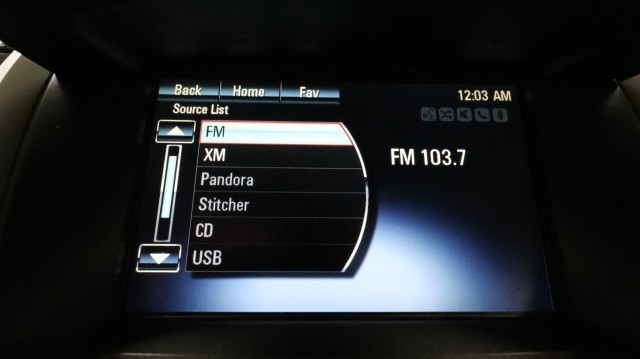 Back Home Fav 12:03 AM
Source List
FM
XM
Pandora
Stitcher
CD
USB
FM 103.7